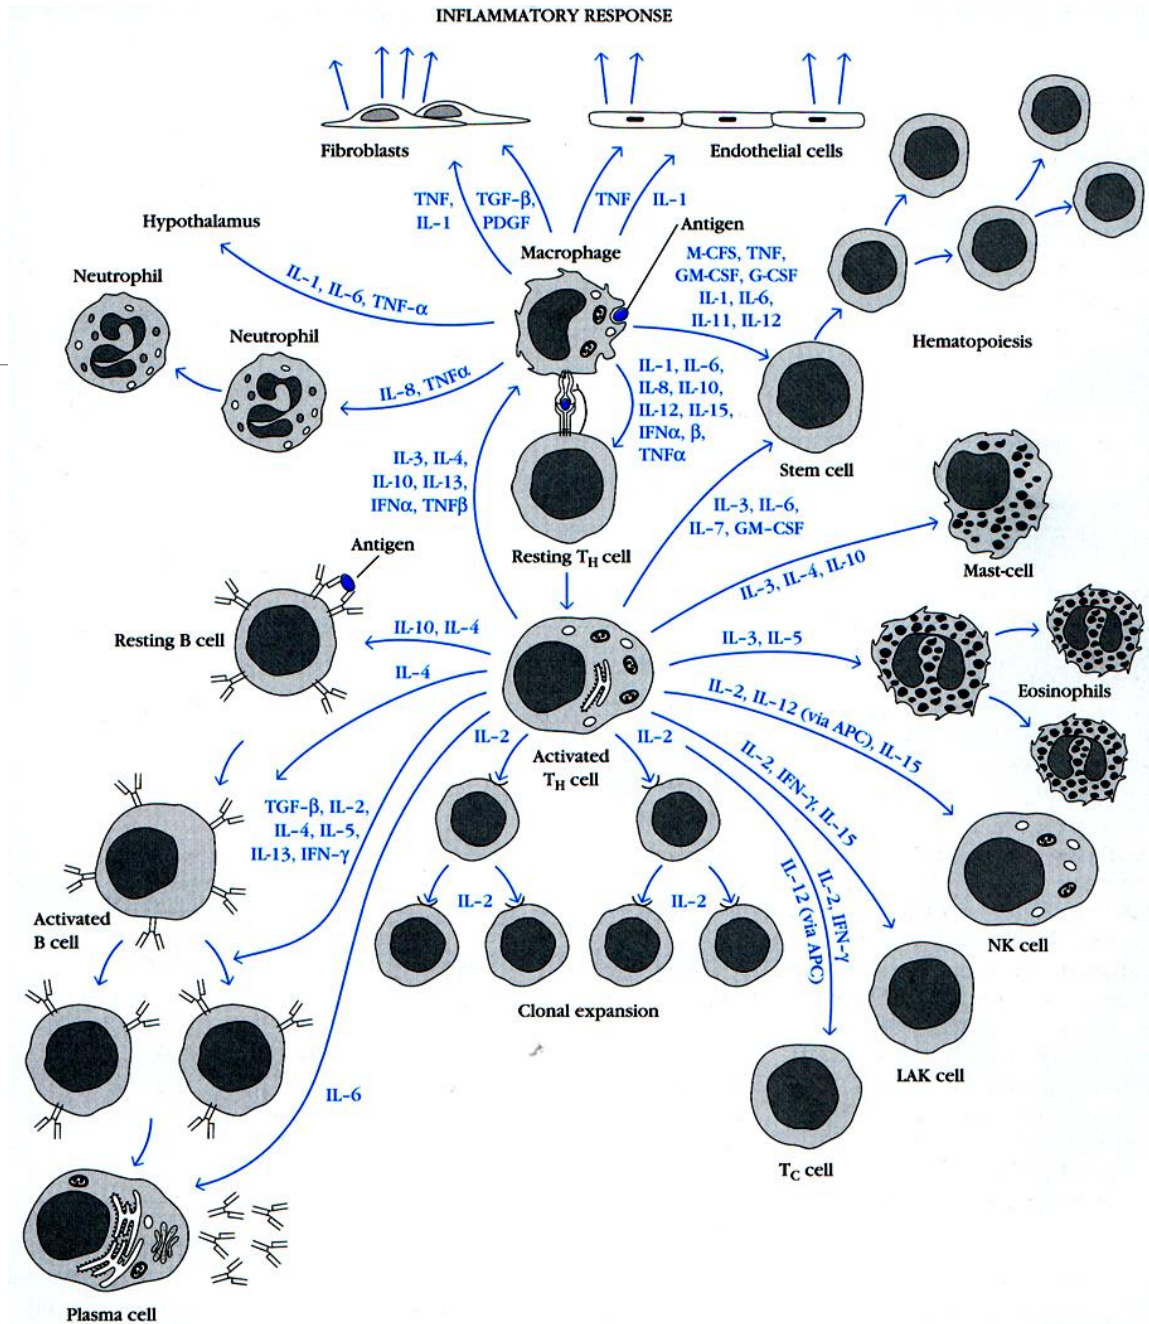 INFLAMMATORY RESPONSE
Fibroblasts
Endothelial cells
TNF,
IL-1
TGF-β,
PDGF
TNF
IL-1
Antigen
Hypothalamus
Macrophage
M-CFS, TNF,
GM-CSF, G-CSF
IL-1, IL-6,
IL-11, IL-12
Neutrophil
IL-1, IL-6, TNF-α
Neutrophil
Hematopoiesis
IL-8, TNFα
IL-1, IL-6,
IL-8, IL-10,
IL-12, IL-15,
IFNα, β,
TNFα
Stem cell
IL-3, IL-4,
IL-10, IL-13,
IFNα, TNFβ
IL-3, IL-6,
IL-7, GM-CSF
Resting TH cell
Antigen
Mast-cell
IL-3, IL-4, IL-10
Resting B cell
IL-10, IL-4
IL-3, IL-5
IL-4
Eosinophils
IL-2, IL-12 (via APC), IL-15
IL-2
Activated
TH cell
IL-2
IL-2, IFN-γ, IL-15
TGF-β, IL-2,
IL-4, IL-5,
IL-13, IFN-γ
IL-2, IFN-γ
IL-12 (via APC)
Activated
B cell
IL-2
IL-2
NK cell
Clonal expansion
LAK cell
IL-6
TC cell
Plasma cell